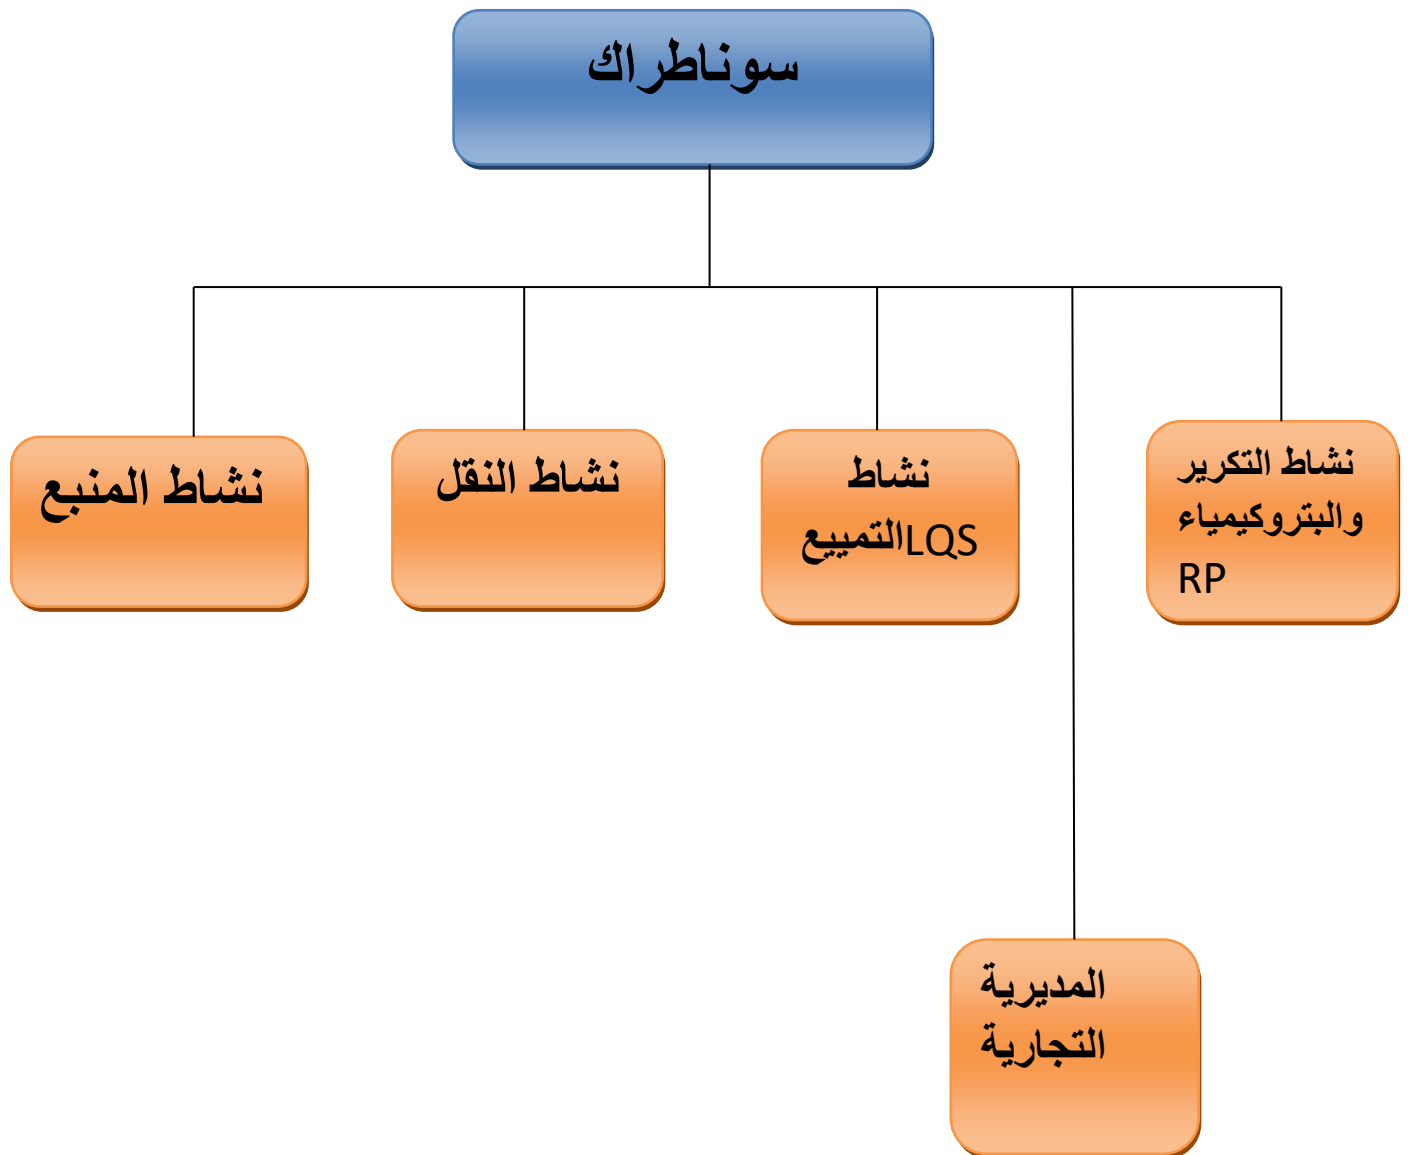 سوناطراك
نشاط التكرير
والبتروكيمياء
RP
نشاط
التمييعLQS
نشاط النقل
نشاط المنبع
المديرية
التجارية